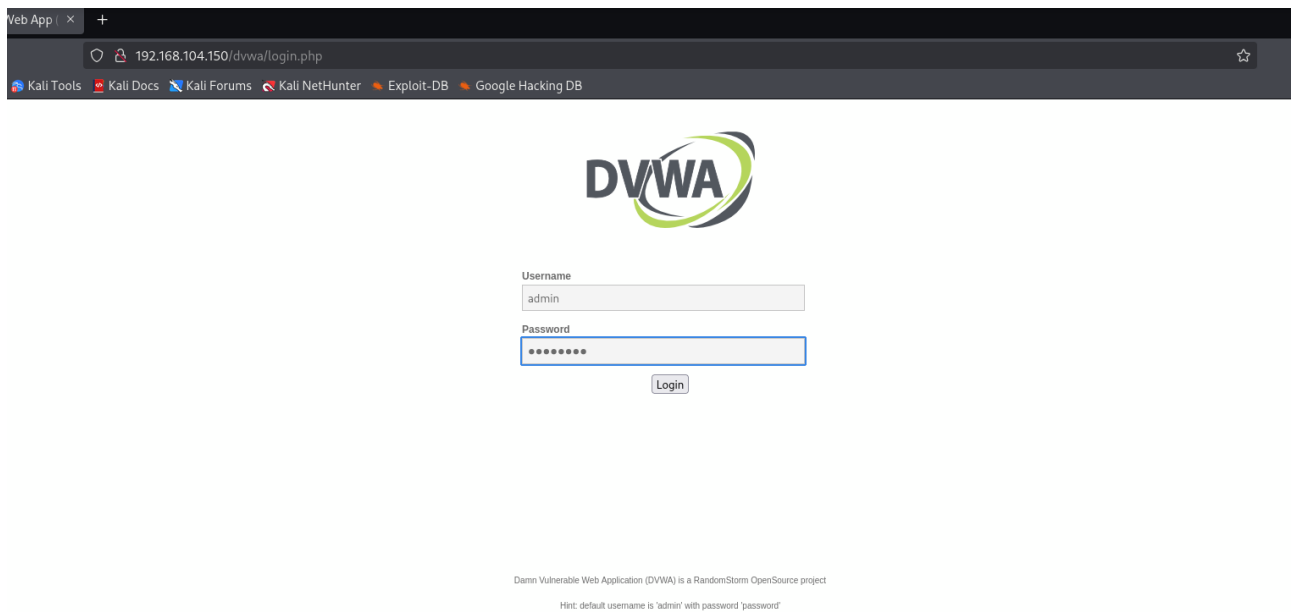 Web App (
192.168.104.150/dvwa/login.php
Kali Tools Kali Docs Kali Forums Kali NetHunter Exploit-DB Google Hacking DB
DVWA
Username
admin
Password
Login
Damn Vulnerable Web Application (DVWA) is a RandomStorm OpenSource project
Hint: default username is 'admin' with password 'password'